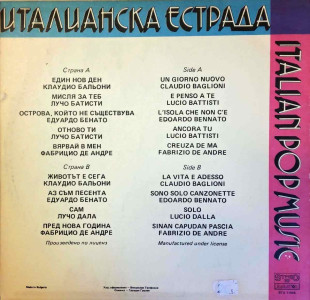 ИТАЛИАНСКА ЕСТРАДА
ITALIAN POP MUSIC
Страна А
ЕДИН НОВ ДЕН
КЛАУДИО БАЛЬОНИ
МИСЛЯ ЗА ТЕБ
ЛУЧО БАТИСТИ
ОСТРОВА, КОЙТО НЕ СЪЩЕСТВУВА
ЕДУАРДО БЕНАТО
ОТНОВО ТИ
ЛУЧО БАТИСТИ
ВЯРВАЙ В МЕН
ФАБРИЦИО ДЕ АНДРЕ
Страна В
ЖИВОТЪТ Е СЕГА
КЛАУДИО БАЛЬОНИ
АЗ СЪМ ПЕСЕНТА
ЕДУАРДО БЕНАТО
САМ
ЛУЧО ДАЛА
ПРЕД НОВА ГОДИНА
ФАБРИЦИО ДЕ АНДРЕ
Произведено по лиценз
Side A
UN GIORNO NUOVO
CLAUDIO BAGLIONI
E PENSO A TE
LUCIO BATTISTI
L'ISOLA CHE NON C'E
EDOARDO BENNATO
ANCORA TU
LUCIO BATTISTI
CREUZA DE MA
FABRIZIO DE ANDRE
Side B
LA VITA E ADESSO
CLAUDIO BAGLIONI
SONO SOLO CANZONETTE
EDOARDO BENNATO
SOLO
LUCIO DALLA
SINAN CAPUDAN PASCIA
FABRIZIO DE ANDRE
Manufactured under license
Made in Bulgaria